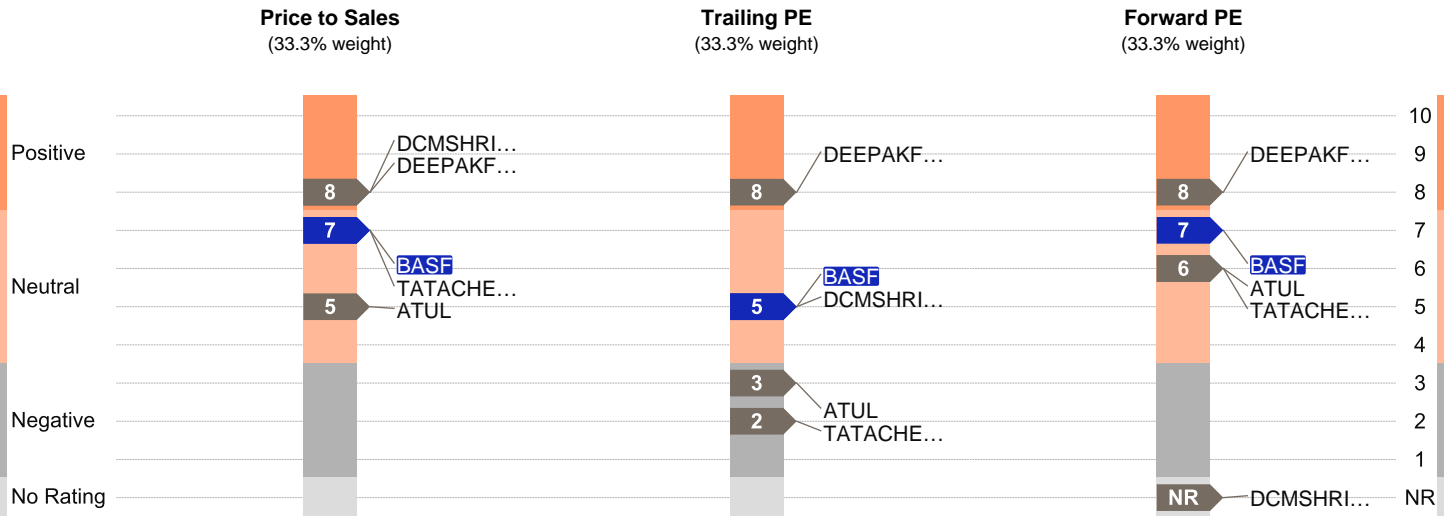 Price to Sales
(33.3% weight)
Trailing PE
(33.3% weight)
Forward PE
(33.3% weight)
Positive
Neutral
Negative
No Rating
8
7
5
DCMSHRI…
DEEPAKF…
BASF
TATACHE…
ATUL
8
5
3
2
DEEPAKF…
BASF
DCMSHRI…
ATUL
TATACHE…
8
7
6
NR
DEEPAKF…
BASF
ATUL
TATACHE…
DCMSHRI…
10
9
8
7
6
5
4
3
2
1
NR